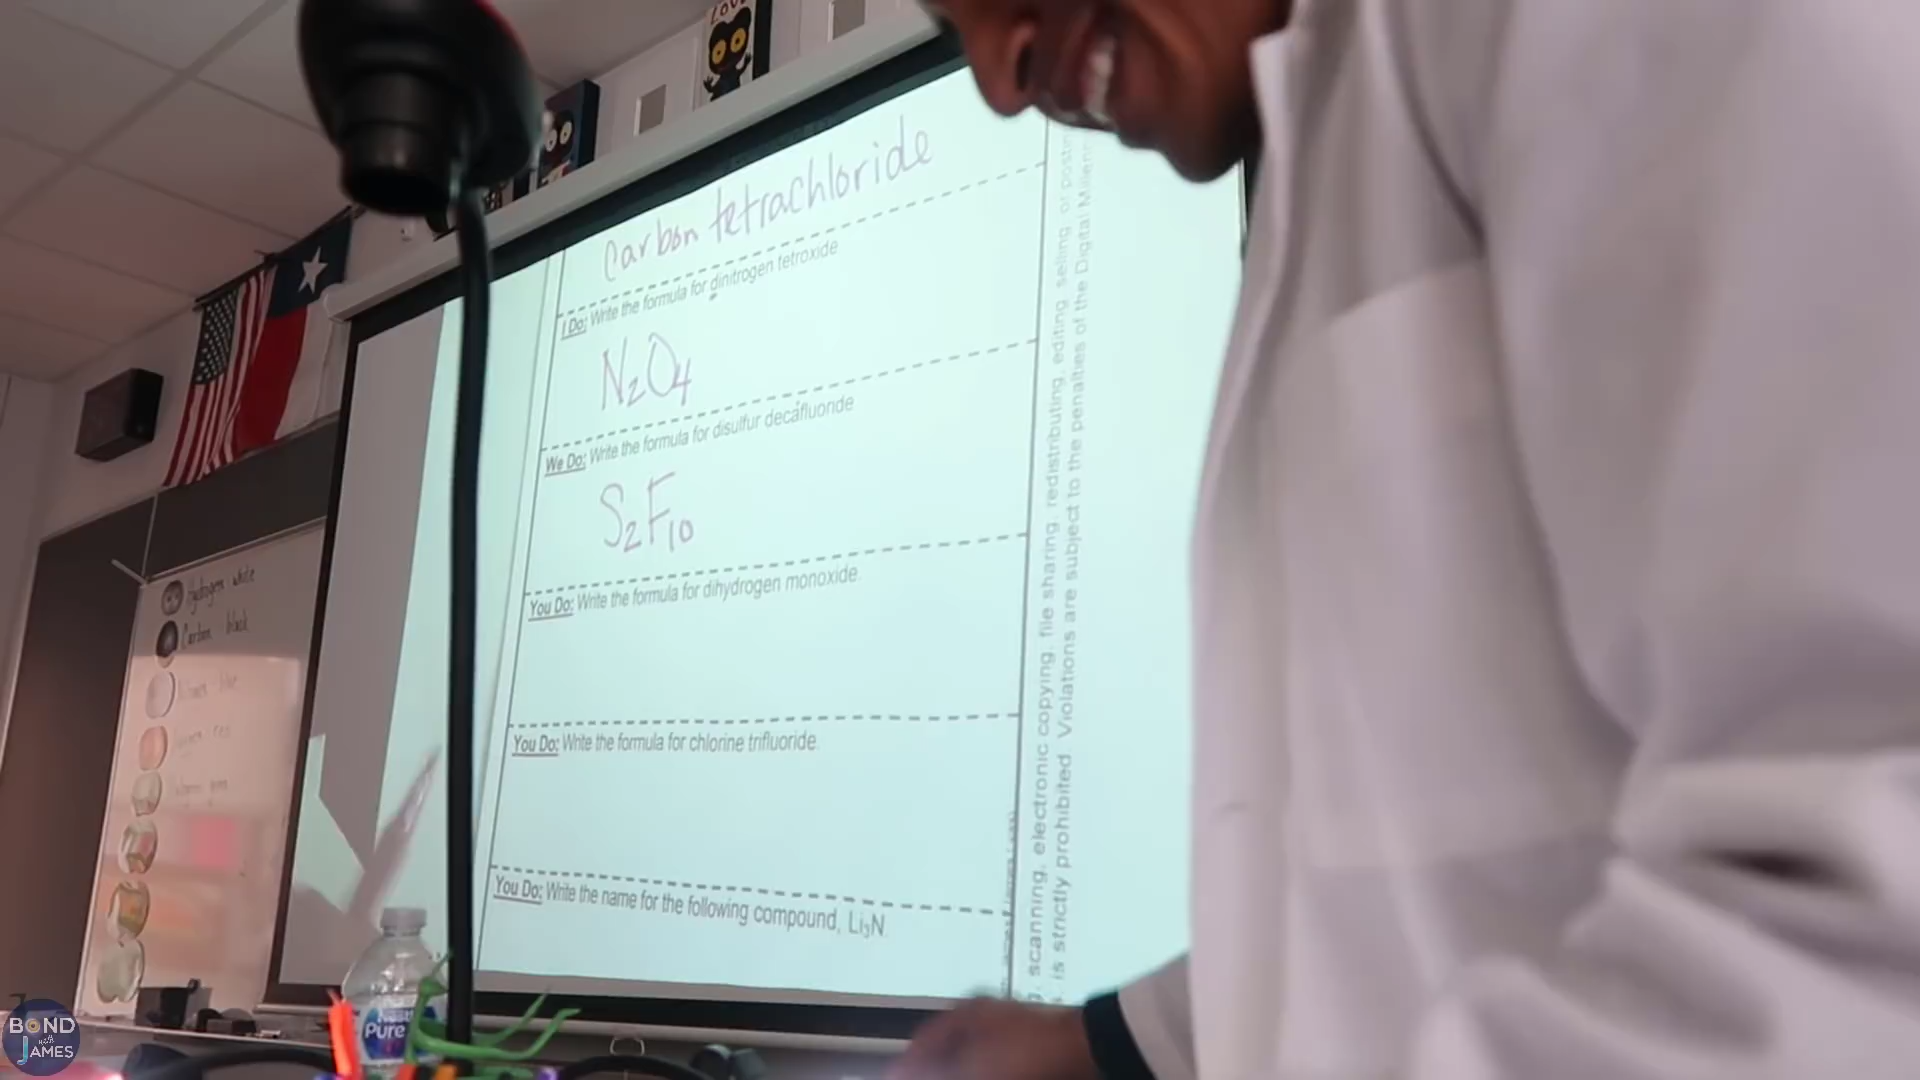 LOVE
Carbon tetrachloride
I Do: Write the formula for dinitrogen tetroxide
N₂O₄
We Do: Write the formula for disulfur decafluoride
S₂F₁₀
You Do: Write the formula for dihydrogen monoxide.
You Do: Write the formula for chlorine trifluoride.
You Do: Write the name for the following compound, Li₃N
scanning, electronic copying, file sharing, redistributing, editing, selling, or
is strictly prohibited. Violations are subject to the penalties of the Digital
Hydrogen white
Carbon black
Pure
BOND
with
JAMES